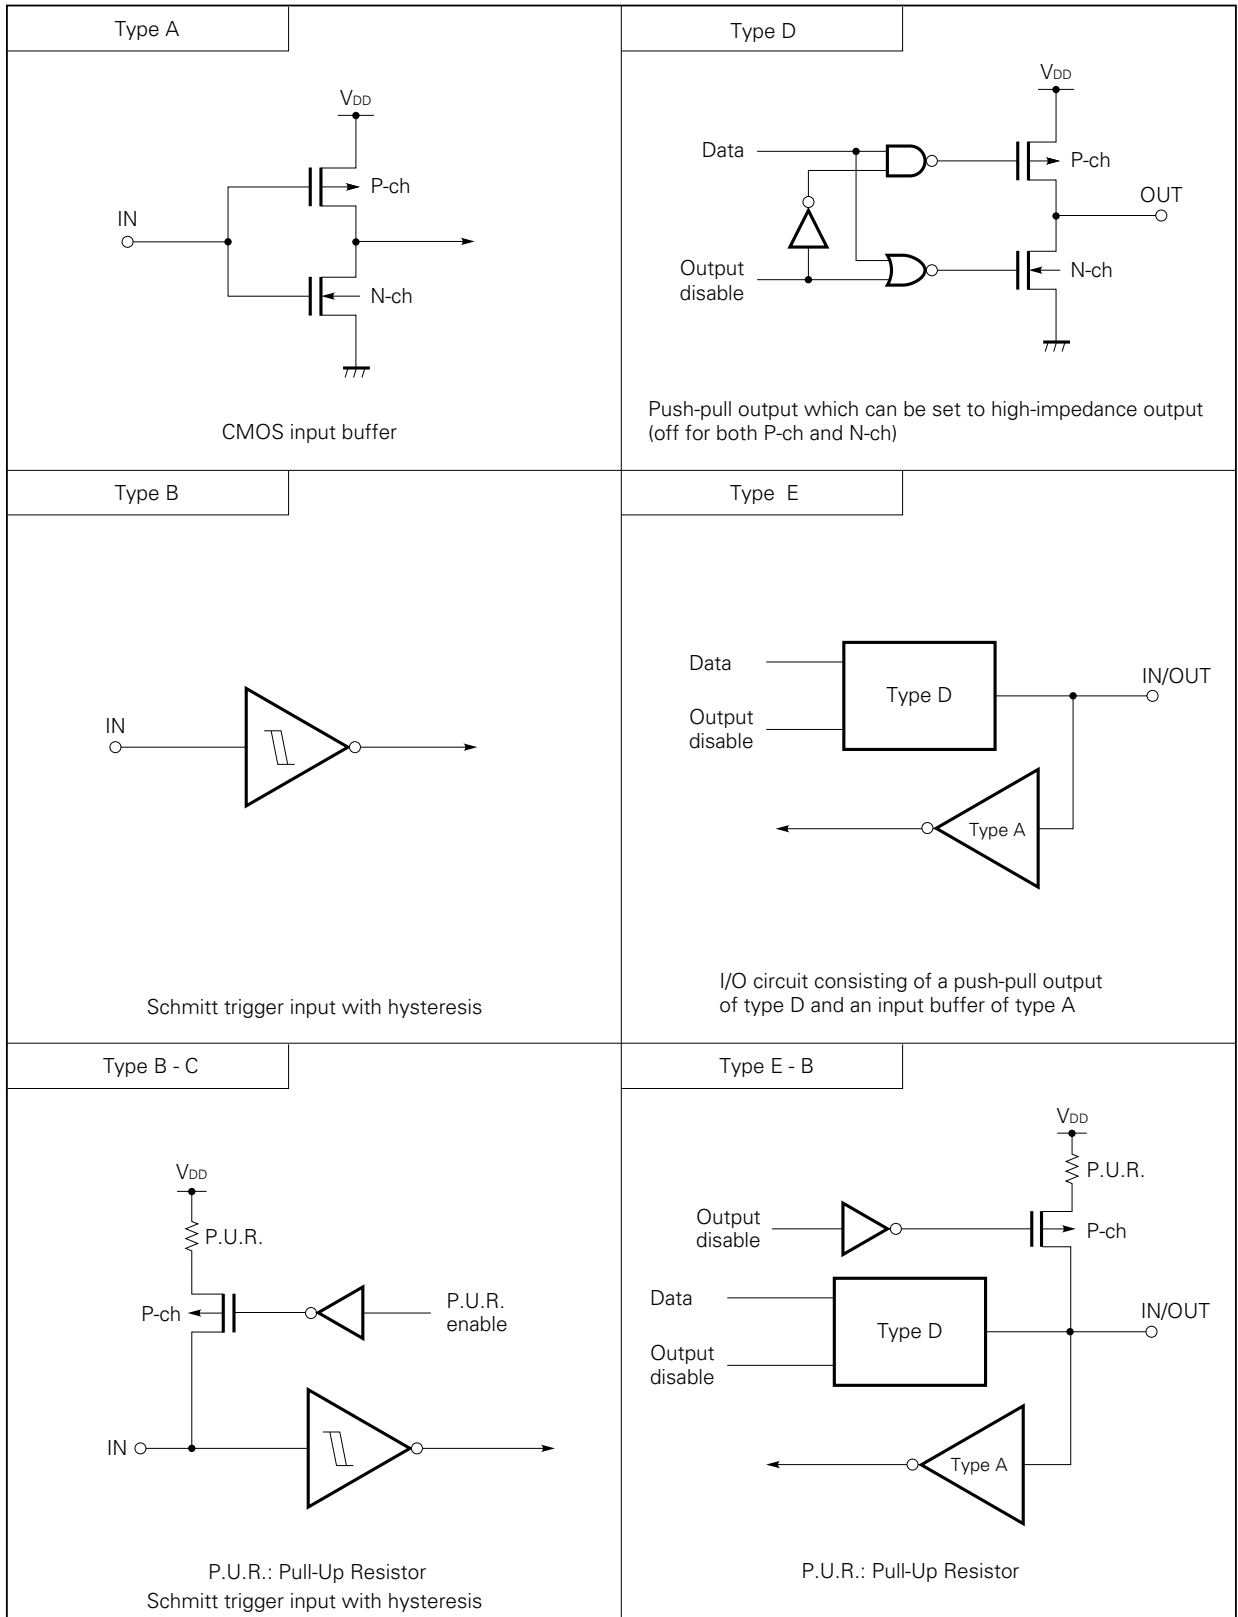 Type A
VDD
P-ch
IN
N-ch
CMOS input buffer
Type D
VDD
Data
P-ch
OUT
Output
disable
N-ch
Push-pull output which can be set to high-impedance output
(off for both P-ch and N-ch)
Type B
IN
Schmitt trigger input with hysteresis
Type E
Data
Type D
IN/OUT
Output
disable
Type A
I/O circuit consisting of a push-pull output
of type D and an input buffer of type A
Type B - C
VDD
P.U.R.
P-ch
P.U.R.
enable
IN
P.U.R.: Pull-Up Resistor
Schmitt trigger input with hysteresis
Type E - B
VDD
P.U.R.
Output
disable
P-ch
Data
Type D
IN/OUT
Output
disable
Type A
P.U.R.: Pull-Up Resistor